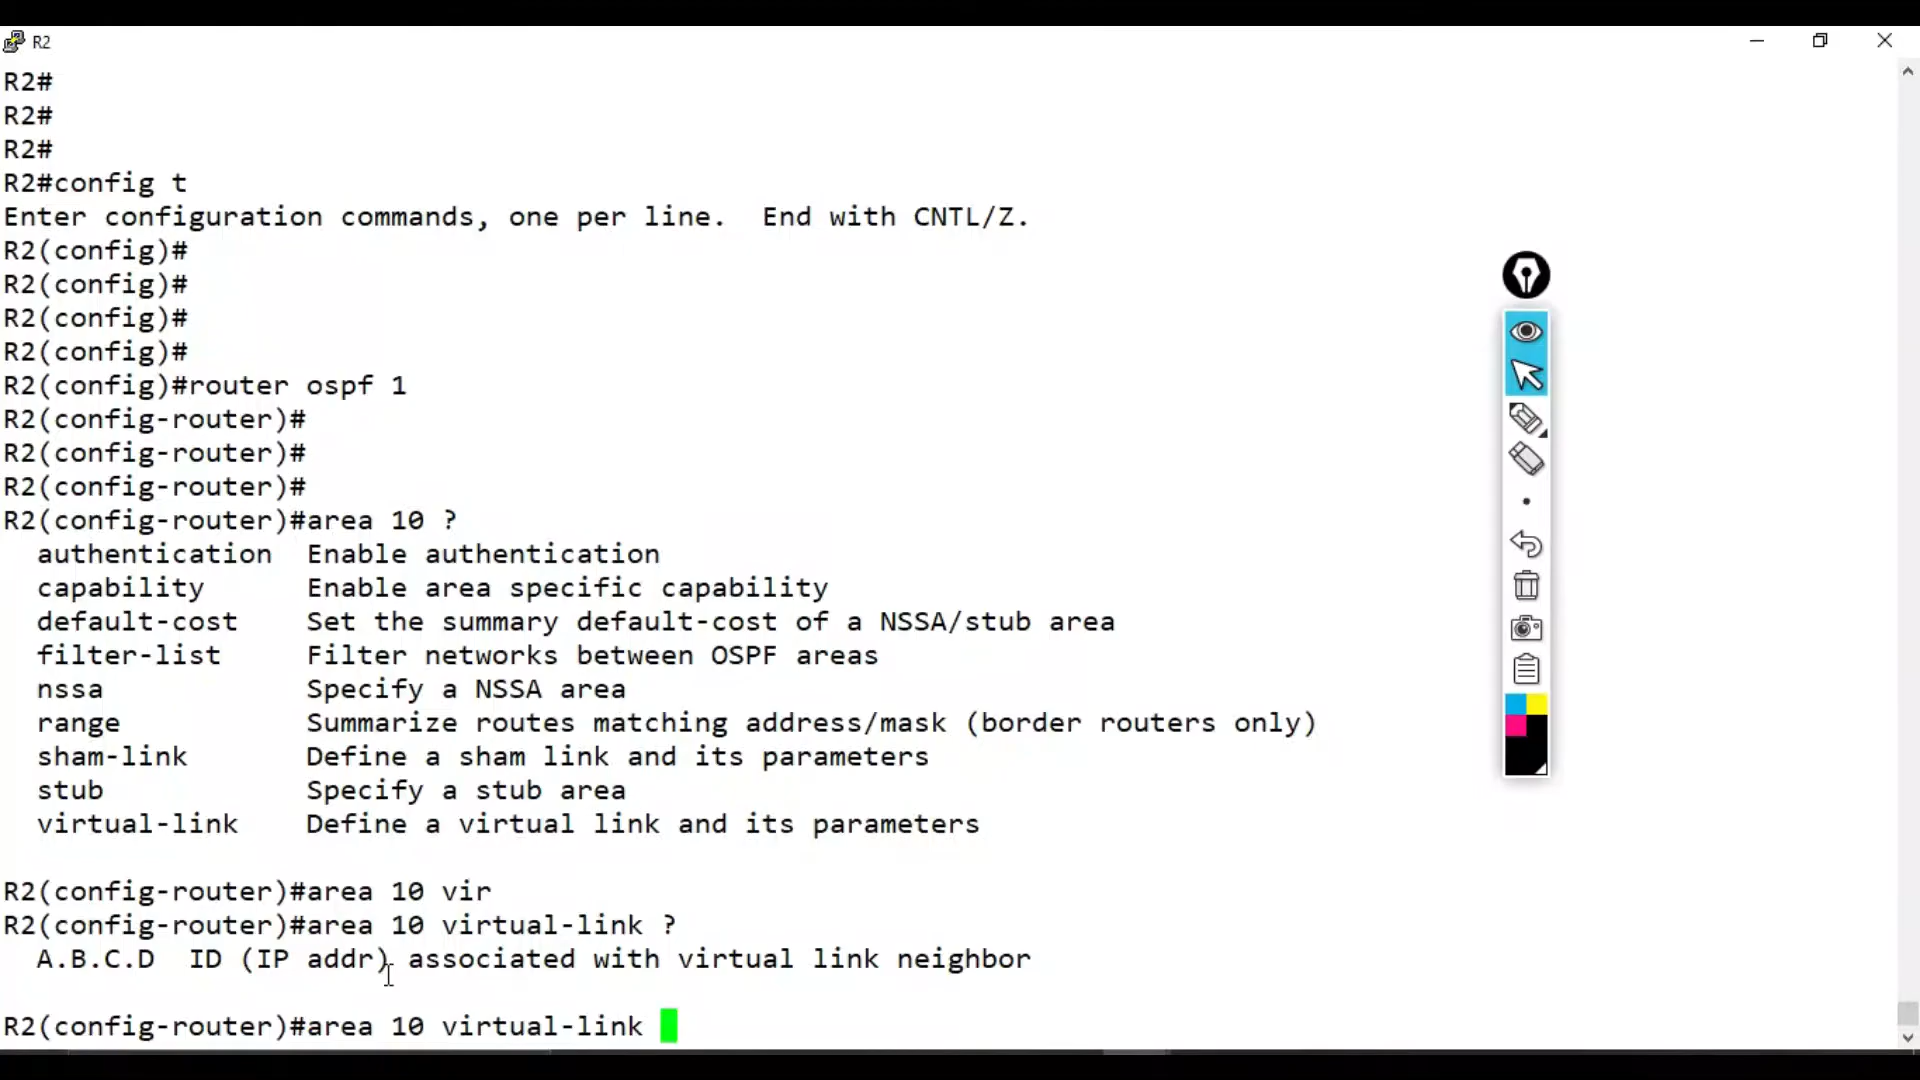 R2
R2#
R2#
R2#
R2#config t
Enter configuration commands, one per line.  End with CNTL/Z.
R2(config)#
R2(config)#
R2(config)#
R2(config)#
R2(config)#router ospf 1
R2(config-router)#
R2(config-router)#
R2(config-router)#
R2(config-router)#area 10 ?
  authentication  Enable authentication
  capability      Enable area specific capability
  default-cost    Set the summary default-cost of a NSSA/stub area
  filter-list     Filter networks between OSPF areas
  nssa            Specify a NSSA area
  range           Summarize routes matching address/mask (border routers only)
  sham-link       Define a sham link and its parameters
  stub            Specify a stub area
  virtual-link    Define a virtual link and its parameters
R2(config-router)#area 10 vir
R2(config-router)#area 10 virtual-link ?
  A.B.C.D  ID (IP addr) associated with virtual link neighbor
R2(config-router)#area 10 virtual-link